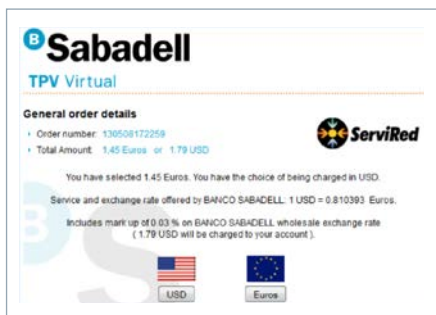 B Sabadell
TPV Virtual
General order details
Order number: 130508172259
Total Amount: 1,45 Euros or 1.79 USD
ServiRed
You have selected 1.45 Euros. You have the choice of being charged in USD.
Service and exchange rate offered by BANCO SABADELL: 1 USD = 0.810393 Euros.
Includes mark up of 0.03 % on BANCO SABADELL wholesale exchange rate
( 1.79 USD will be charged to your account ).
USD Euros